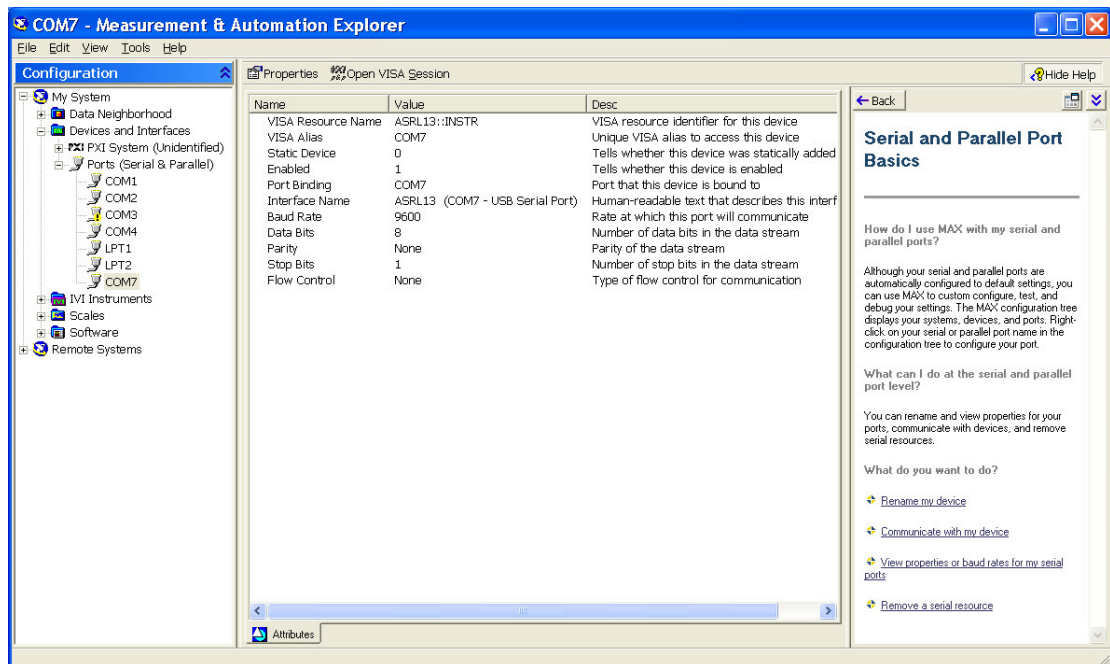 COM7 - Measurement & Automation Explorer
File Edit View Tools Help
Configuration
Properties Open VISA Session
Hide Help
My System
Data Neighborhood
Devices and Interfaces
PXI PXI System (Unidentified)
Ports (Serial & Parallel)
COM1
COM2
COM3
COM4
LPT1
LPT2
COM7
IVI Instruments
Scales
Software
Remote Systems
Name Value Desc
VISA Resource Name ASRL13::INSTR VISA resource identifier for this device
VISA Alias COM7 Unique VISA alias to access this device
Static Device 0 Tells whether this device was statically added
Enabled 1 Tells whether this device is enabled
Port Binding COM7 Port that this device is bound to
Interface Name ASRL13 (COM7 - USB Serial Port) Human-readable text that describes this interf
Baud Rate 9600 Rate at which this port will communicate
Data Bits 8 Number of data bits in the data stream
Parity None Parity of the data stream
Stop Bits 1 Number of stop bits in the data stream
Flow Control None Type of flow control for communication
Attributes
Back
Serial and Parallel Port
Basics
How do I use MAX with my serial and
parallel ports?
Although your serial and parallel ports are
automatically configured to default settings, you
can use MAX to custom configure, test, and
debug your settings. The MAX configuration tree
displays your systems, devices, and ports. Right-
click on your serial or parallel port name in the
configuration tree to configure your port.
What can I do at the serial and parallel
port level?
You can rename and view properties for your
ports, communicate with devices, and remove
serial resources.
What do you want to do?
Rename my device
Communicate with my device
View properties or baud rates for my serial
ports
Remove a serial resource